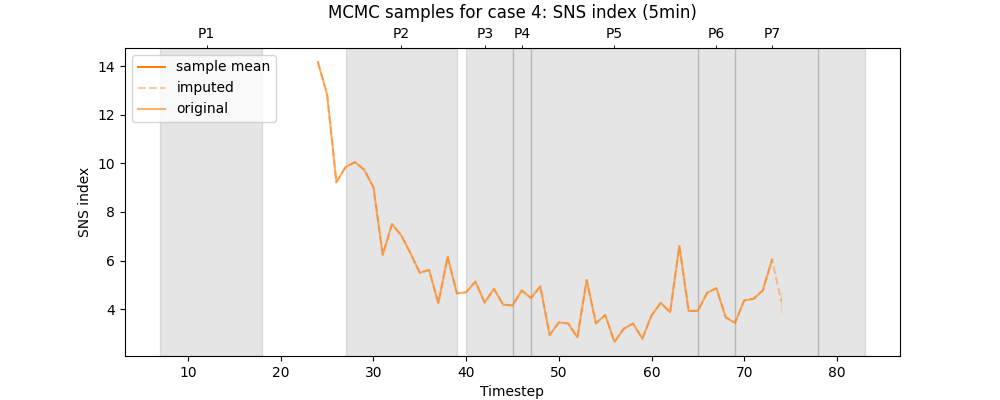 MCMC samples for case 4: SNS index (5min)
P1 P2 P3 P4 P5 P6 P7
sample mean
imputed
original
14
12
10
8
6
4
SNS index
10 20 30 40 50 60 70 80
Timestep